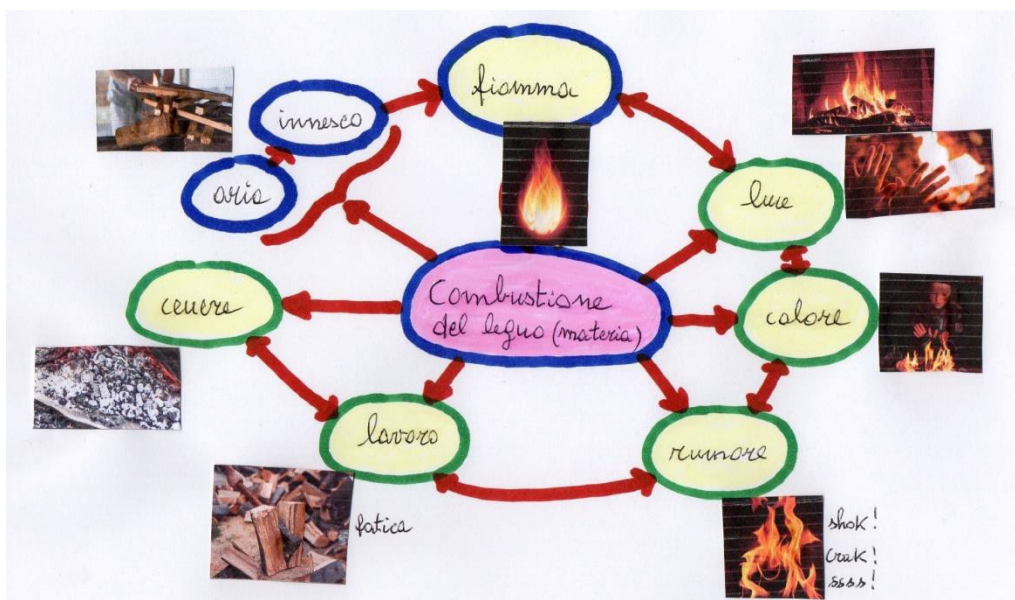 fiamma
innesco
aria
luce
Combustione
del legno (materia)
cenere
calore
lavoro
rumore
fatica
shok!
Crak!
ssss!